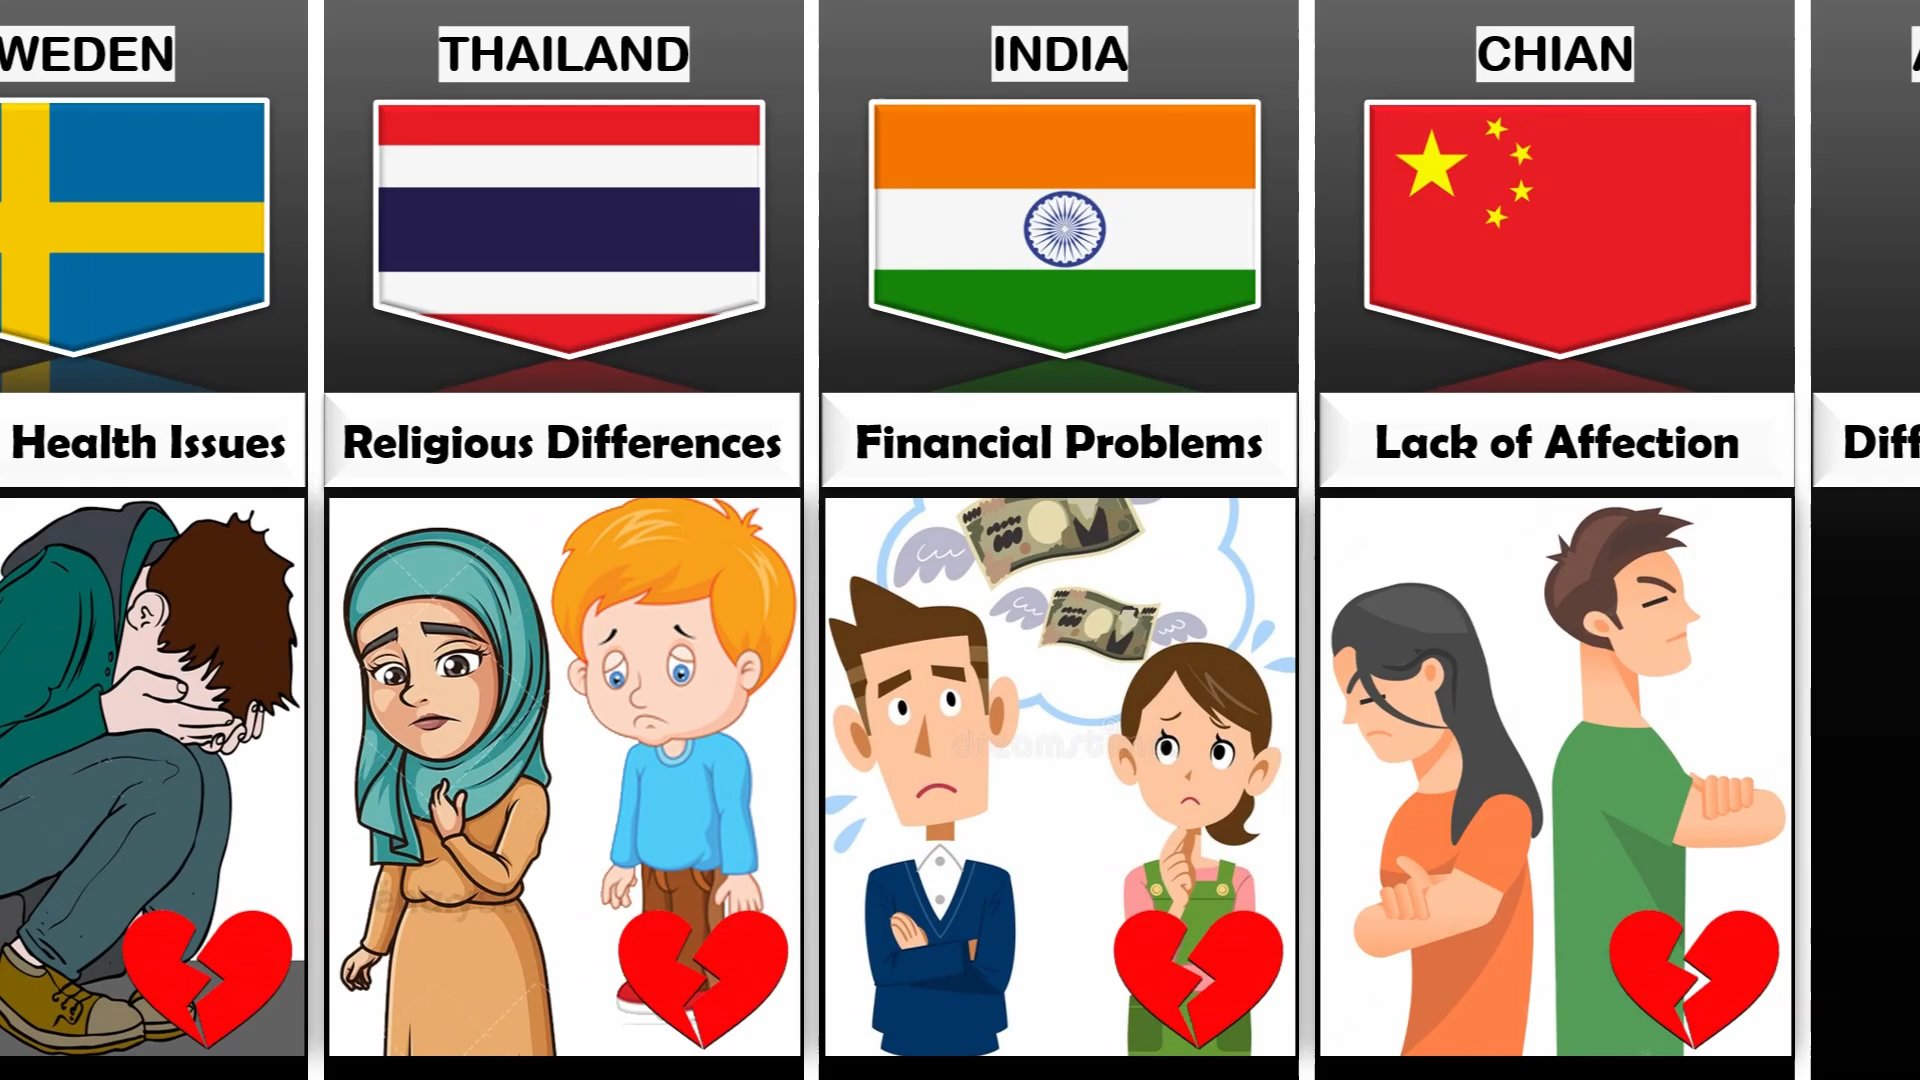 WEDEN
THAILAND
INDIA
CHIAN
Health Issues
Religious Differences
Financial Problems
Lack of Affection
Diff